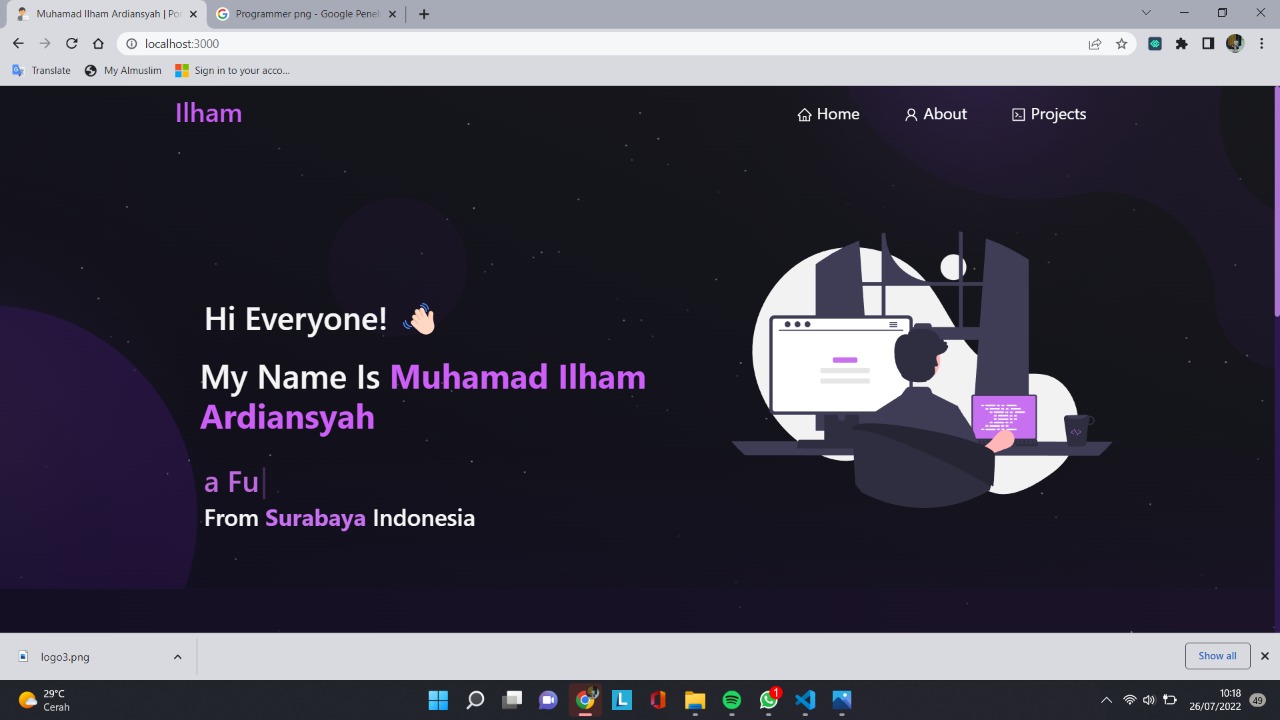 Muhamad Ilham Ardiansyah | Por
Programmer png - Google Penel
localhost:3000
Translate
My Almuslim
Sign in to your acco...
Ilham
Home
About
Projects
Hi Everyone!
My Name Is Muhamad Ilham
Ardiansyah
a Fu
From Surabaya Indonesia
logo3.png
Show all
29°C
Cerah
L
1
10:18
26/07/2022
49